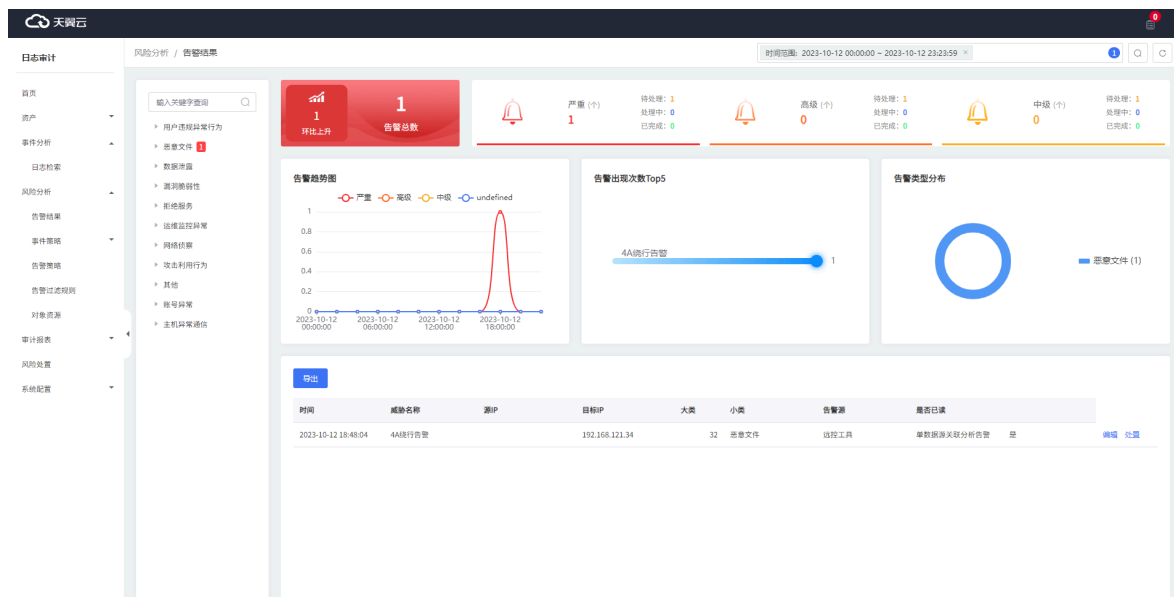 天翼云
0
日志审计
首页
资产
事件分析
日志检索
风险分析
告警结果
事件策略
告警策略
告警过滤规则
对象资源
审计报表
风险处置
系统配置
风险分析 / 告警结果
时间范围: 2023-10-12 00:00:00 ~ 2023-10-12 23:23:59 ×
1
输入关键字查询
用户违规异常行为
恶意文件 1
数据泄露
漏洞脆弱性
拒绝服务
运维监控异常
网络侦察
攻击利用行为
其他
账号异常
主机异常通信
1
环比上升
1
告警总数
严重 (个)
1
待处理: 1
处理中: 0
已完成: 0
高级 (个)
0
待处理: 1
处理中: 0
已完成: 0
中级 (个)
0
待处理: 1
处理中: 0
已完成: 0
告警趋势图
严重 高级 中级 undefined
1
0.8
0.6
0.4
0.2
0
2023-10-12 2023-10-12 2023-10-12 2023-10-12
00:00:00 06:00:00 12:00:00 18:00:00
告警出现次数Top5
4A绕行告警
1
告警类型分布
恶意文件 (1)
导出
时间 威胁名称 源IP 目标IP 大类 小类 告警源 是否已读
2023-10-12 18:48:04 4A绕行告警 192.168.121.34 32 恶意文件 远控工具 单数据源关联分析告警 是 编辑 处置